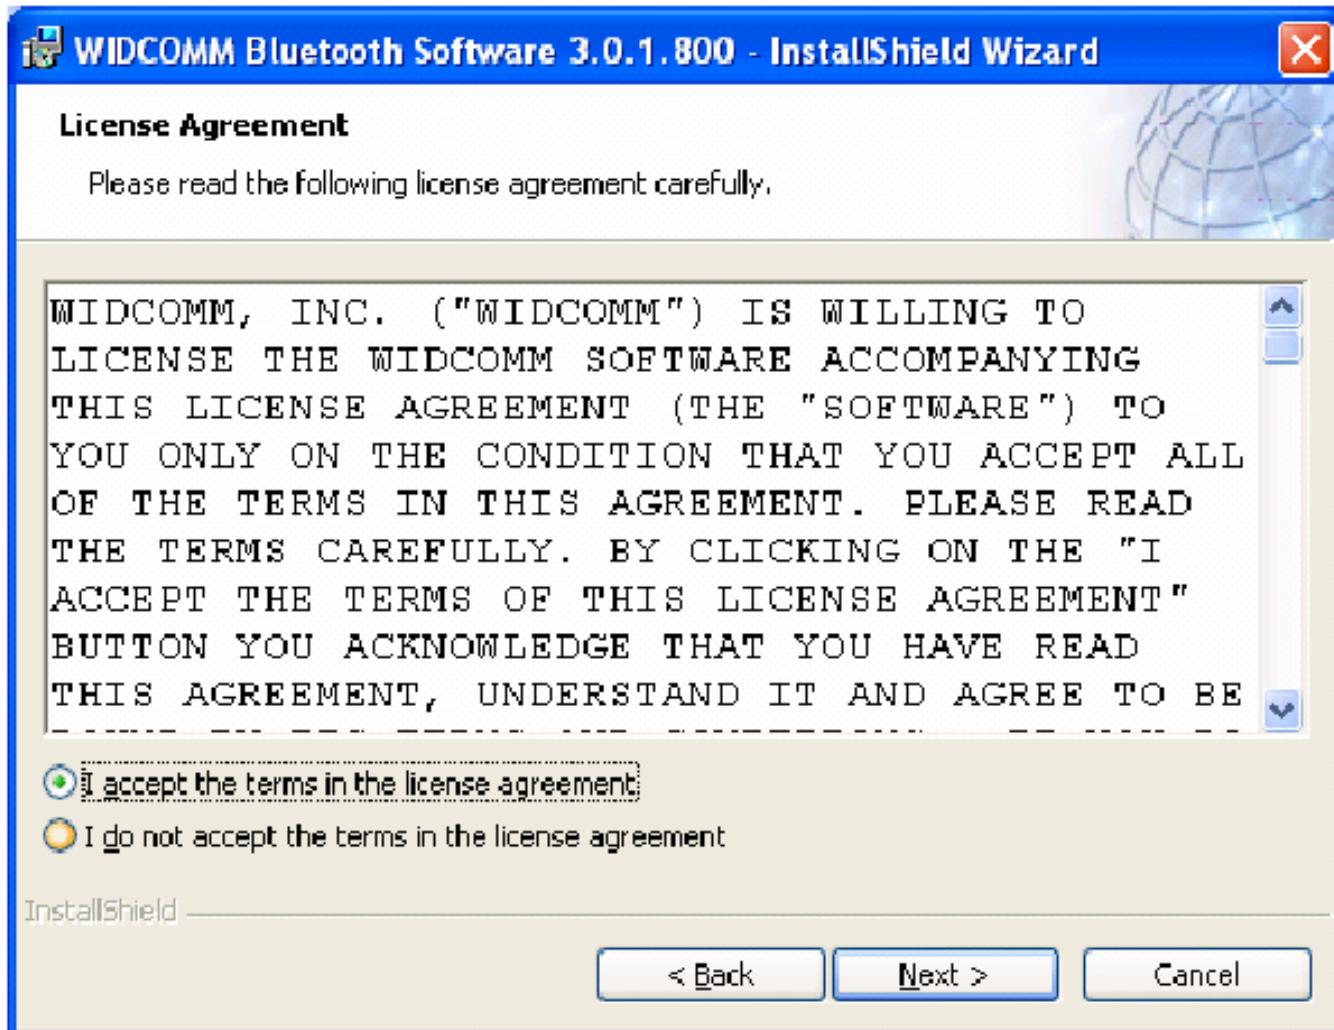 WIDCOMM Bluetooth Software 3.0.1.800 - InstallShield Wizard
License Agreement
Please read the following license agreement carefully.
WIDCOMM, INC. ("WIDCOMM") IS WILLING TO
LICENSE THE WIDCOMM SOFTWARE ACCOMPANYING
THIS LICENSE AGREEMENT (THE "SOFTWARE") TO
YOU ONLY ON THE CONDITION THAT YOU ACCEPT ALL
OF THE TERMS IN THIS AGREEMENT. PLEASE READ
THE TERMS CAREFULLY. BY CLICKING ON THE "I
ACCEPT THE TERMS OF THIS LICENSE AGREEMENT"
BUTTON YOU ACKNOWLEDGE THAT YOU HAVE READ
THIS AGREEMENT, UNDERSTAND IT AND AGREE TO BE
I accept the terms in the license agreement
I do not accept the terms in the license agreement
InstallShield
< Back
Next >
Cancel